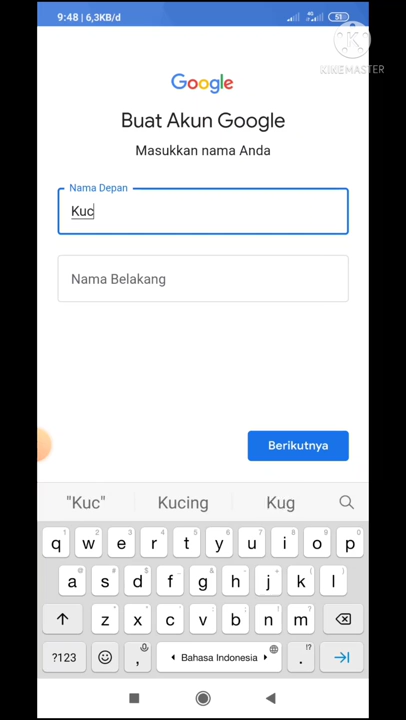 9:48 | 6,3KB/d
51
KINEMASTER
Google
Buat Akun Google
Masukkan nama Anda
Nama Depan
Kuc
Nama Belakang
Berikutnya
"Kuc" Kucing Kug
q w e r t y u i o p
a s d f g h j k l
z x c v b n m
?123 , Bahasa Indonesia .